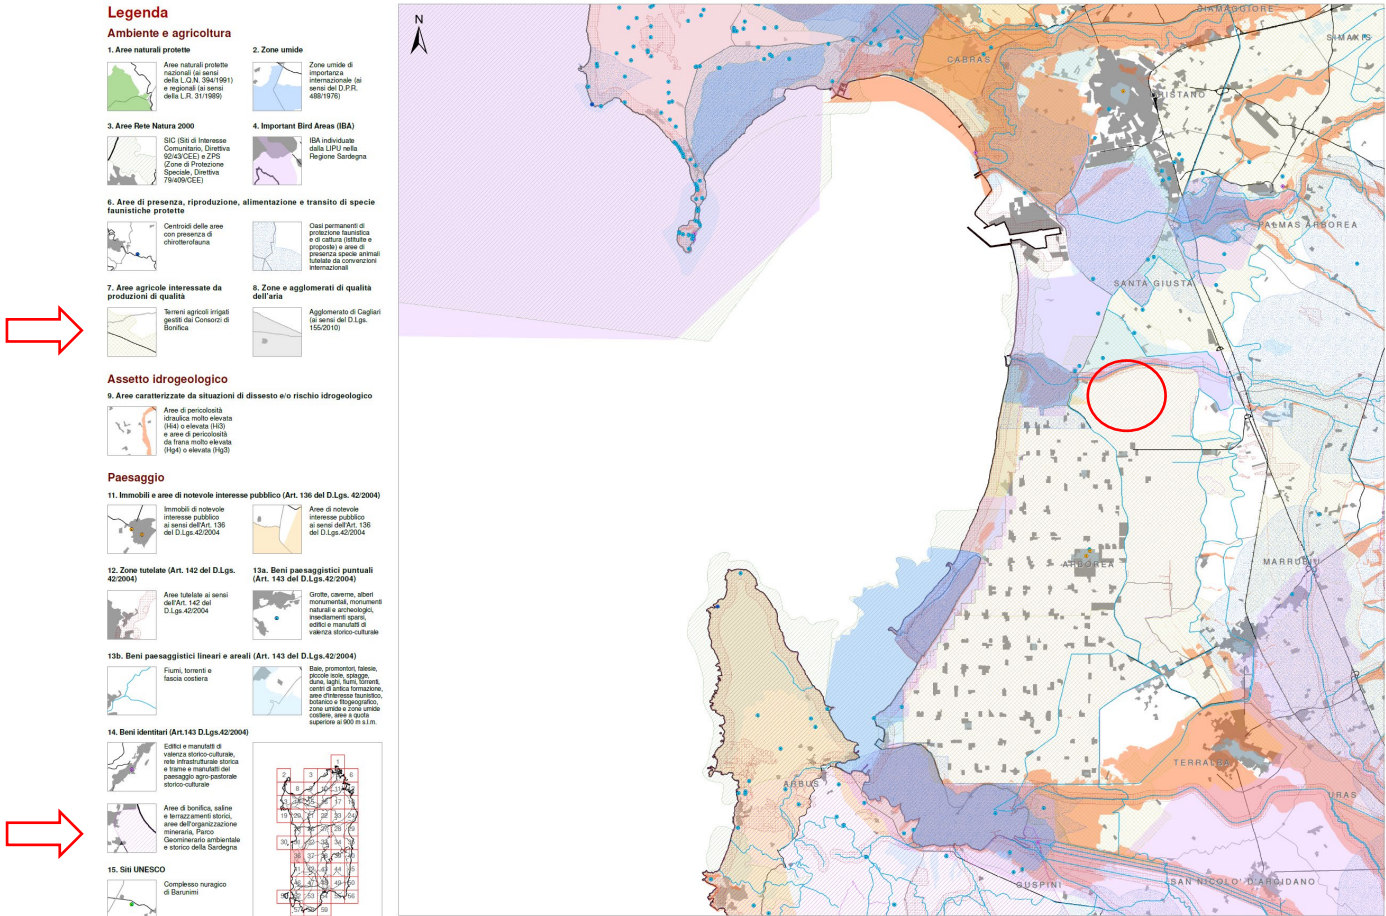 Legenda
Ambiente e agricoltura
1. Aree naturali protette
Aree naturali protette
nazionali (ai sensi
della L.Q.N. 394/1991)
e regionali (ai sensi
della L.R. 31/1989)
2. Zone umide
Zone umide di
importanza
internazionale (ai
sensi del D.P.R.
488/1976)
3. Aree Rete Natura 2000
SIC (Siti di Interesse
Comunitario, Direttiva
92/43/CEE) e ZPS
(Zone di Protezione
Speciale, Direttiva
79/409/CEE)
4. Important Bird Areas (IBA)
IBA individuate
dalla LIPU nella
Regione Sardegna
6. Aree di presenza, riproduzione, alimentazione e transito di specie
faunistiche protette
Centroidi delle aree
con presenza di
chirotterofauna
Oasi permanenti di
protezione faunistica
e di cattura (istituite e
proposte) e aree di
presenza specie animali
tutelate da convenzioni
internazionali
7. Aree agricole interessate da
produzioni di qualità
Terreni agricoli irrigati
gestiti dai Consorzi di
Bonifica
8. Zone e agglomerati di qualità
dell'aria
Agglomerato di Cagliari
(ai sensi del D.Lgs.
155/2010)
Assetto idrogeologico
9. Aree caratterizzate da situazioni di dissesto e/o rischio idrogeologico
Aree di pericolosità
idraulica molto elevata
(Hi4) o elevata (Hi3)
e aree di pericolosità
da frana molto elevata
(Hg4) o elevata (Hg3)
Paesaggio
11. Immobili e aree di notevole interesse pubblico (Art. 136 del D.Lgs. 42/2004)
Immobili di notevole
interesse pubblico
ai sensi dell'Art. 136
del D.Lgs.42/2004
Aree di notevole
interesse pubblico
ai sensi dell'Art. 136
del D.Lgs.42/2004
12. Zone tutelate (Art. 142 del D.Lgs.
42/2004)
Aree tutelate ai sensi
dell'Art. 142 del
D.Lgs.42/2004
13a. Beni paesaggistici puntuali
(Art. 143 del D.Lgs.42/2004)
Grotte, caverne, alberi
monumentali, monumenti
naturali e archeologici,
insediamenti sparsi,
edifici e manufatti di
valenza storico-culturale
13b. Beni paesaggistici lineari e areali (Art. 143 del D.Lgs.42/2004)
Fiumi, torrenti e
fascia costiera
Baie, promontori, falesie,
piccole isole, spiagge,
dune, laghi, fiumi, torrenti,
centri di antica formazione,
aree d'interesse faunistico,
botanico e fitogeografico,
zone umide e zone umide
costiere, aree a quota
superiore ai 900 m s.l.m.
14. Beni identitari (Art.143 D.Lgs.42/2004)
Edifici e manufatti di
valenza storico-culturale,
rete infrastrutturale storica
e trame e manufatti del
paesaggio agro-pastorale
storico-culturale
Aree di bonifica, saline
e terrazzamenti storici,
aree dell'organizzazione
mineraria, Parco
Geominerario ambientale
e storico della Sardegna
15. Siti UNESCO
Complesso nuragico
di Barumini
N
SIAMAGGIORE
SIMAXIS
CABRAS
ORISTANO
PALMAS ARBOREA
SANTA GIUSTA
ARBOREA
MARRUBIU
TERRALBA
ARBUS
URAS
GUSPINI
SAN NICOLO' D'ARCIDANO